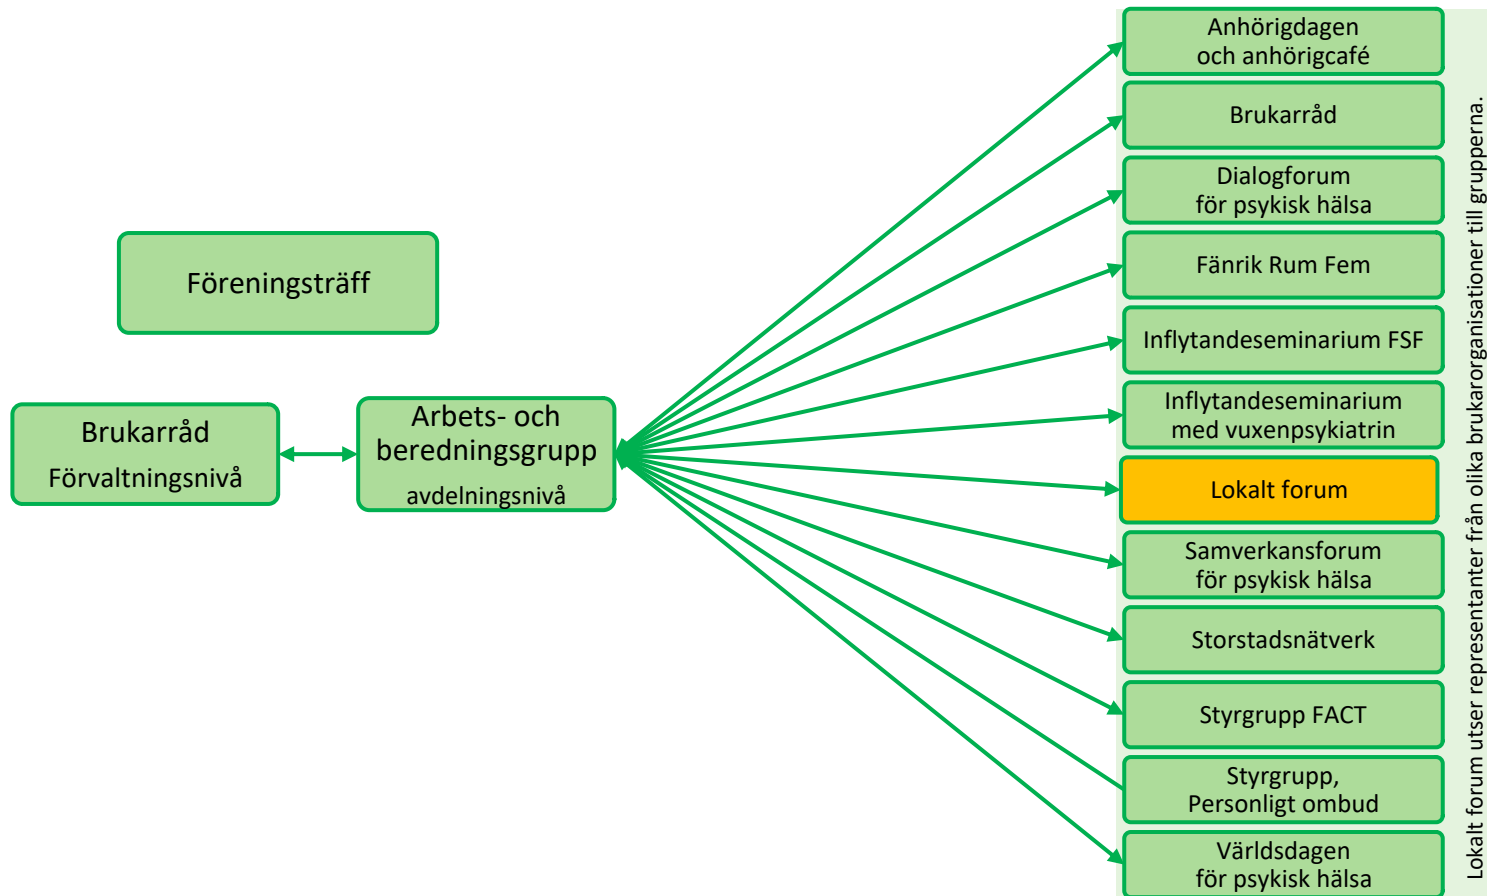 Föreningsträff
Brukarråd
Förvaltningsnivå
Arbets- och
beredningsgrupp
avdelningsnivå
Anhörigdagen
och anhörigcafé
Brukarråd
Dialogforum
för psykisk hälsa
Fänrik Rum Fem
Inflytandeseminarium FSF
Inflytandeseminarium
med vuxenpsykiatrin
Lokalt forum
Samverkansforum
för psykisk hälsa
Storstadsnätverk
Styrgrupp FACT
Styrgrupp,
Personligt ombud
Världsdagen
för psykisk hälsa
Lokalt forum utser representanter från olika brukarorganisationer till grupperna.